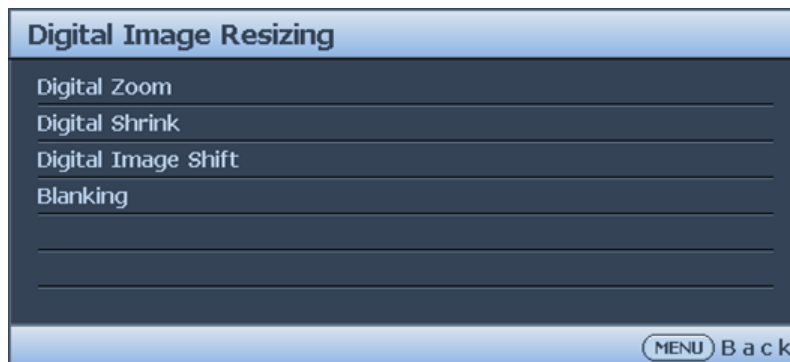 Digital Image Resizing
Digital Zoom
Digital Shrink
Digital Image Shift
Blanking
MENU Back